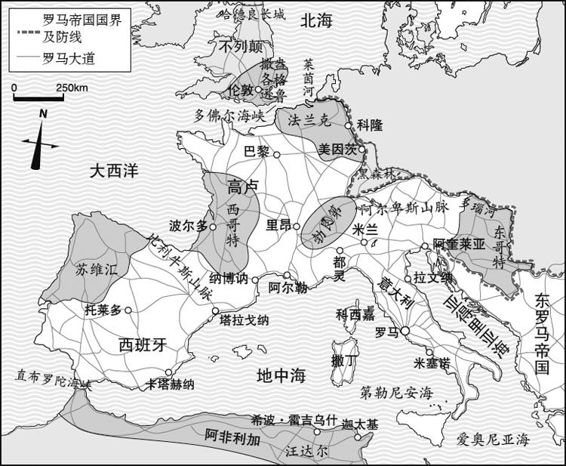 罗马帝国国界
及防线
罗马大道
0 250km
N
哈德良长城
北海
不列颠
撒克逊
盎格鲁
伦敦
莱茵河
多佛尔海峡
法兰克
科隆
美因茨
巴黎
黑森林
大西洋
高卢
西哥特
波尔多
里昂
勃艮第
阿尔卑斯山脉
多瑙河
东哥特
米兰
都灵
阿奎莱亚
苏维汇
比利牛斯山脉
纳博讷
阿尔勒
拉文纳
意大利
亚得里亚海
东罗马帝国
托莱多
塔拉戈纳
科西嘉
罗马
西班牙
撒丁
米塞诺
直布罗陀海峡
卡塔赫纳
地中海
第勒尼安海
希波·雷吉乌什
迦太基
阿非利加
汪达尔
爱奥尼亚海